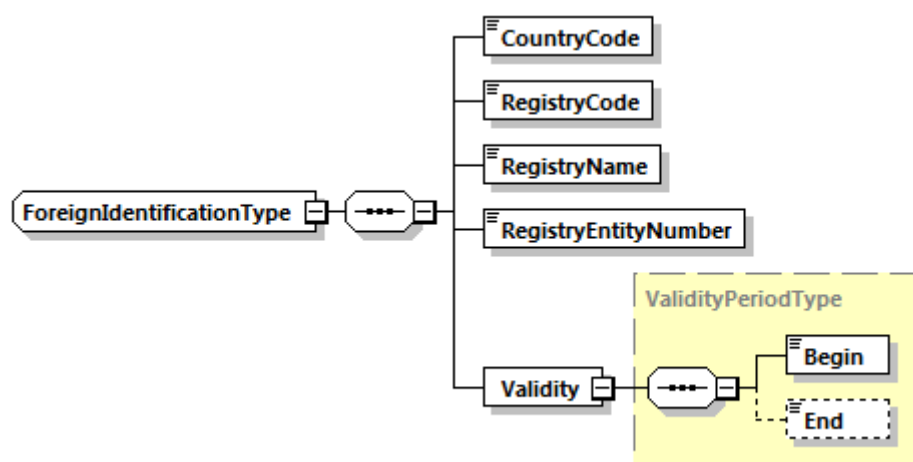 CountryCode
RegistryCode
RegistryName
ForeignIdentificationType
RegistryEntityNumber
ValidityPeriodType
Begin
Validity
End